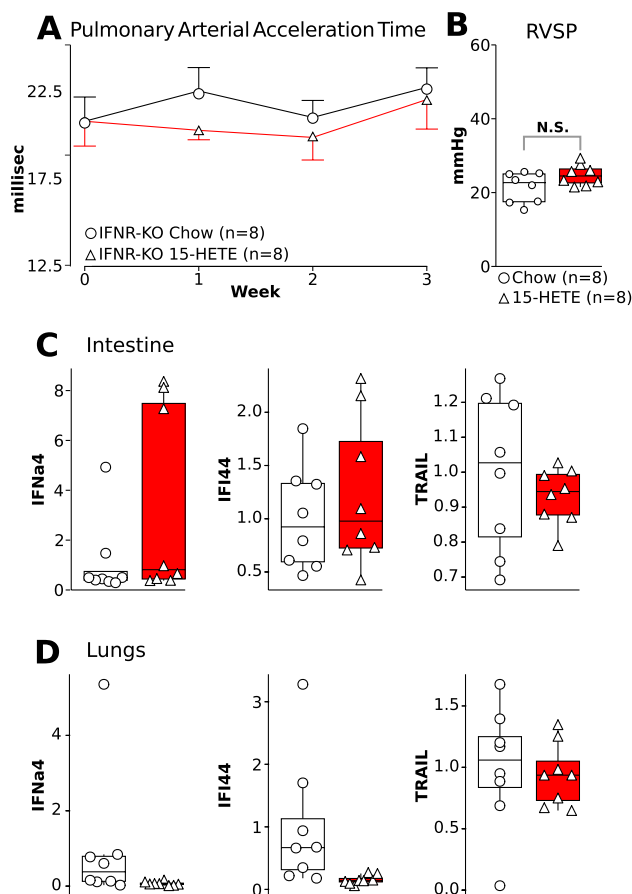 A Pulmonary Arterial Acceleration Time
22.5
17.5
12.5
millisec
IFNR-KO Chow (n=8)
IFNR-KO 15-HETE (n=8)
0 1 2 3
Week
B RVSP
60
40
20
0
mmHg
N.S.
Chow (n=8)
15-HETE (n=8)
C Intestine
8
6
4
2
0
IFNa4
2.0
1.5
1.0
0.5
IFI44
1.2
1.1
1.0
0.9
0.8
0.7
TRAIL
D Lungs
4
2
0
IFNa4
3
2
1
0
IFI44
1.5
1.0
0.5
0.0
TRAIL